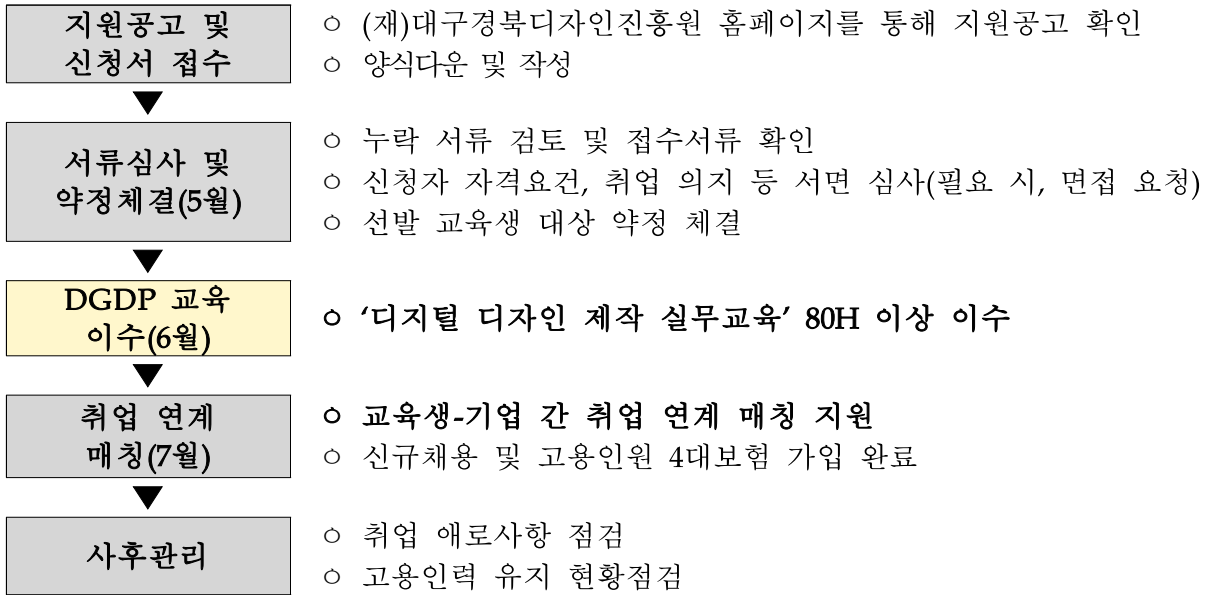 지원공고 및
신청서 접수
ㅇ (재)대구경북디자인진흥원 홈페이지를 통해 지원공고 확인
ㅇ 양식다운 및 작성
▼
서류심사 및
약정체결(5월)
ㅇ 누락 서류 검토 및 접수서류 확인
ㅇ 신청자 자격요건, 취업 의지 등 서면 심사(필요 시, 면접 요청)
ㅇ 선발 교육생 대상 약정 체결
▼
DGDP 교육
이수(6월)
ㅇ ‘디지털 디자인 제작 실무교육’ 80H 이상 이수
▼
취업 연계
매칭(7월)
ㅇ 교육생-기업 간 취업 연계 매칭 지원
ㅇ 신규채용 및 고용인원 4대보험 가입 완료
▼
사후관리
ㅇ 취업 애로사항 점검
ㅇ 고용인력 유지 현황점검